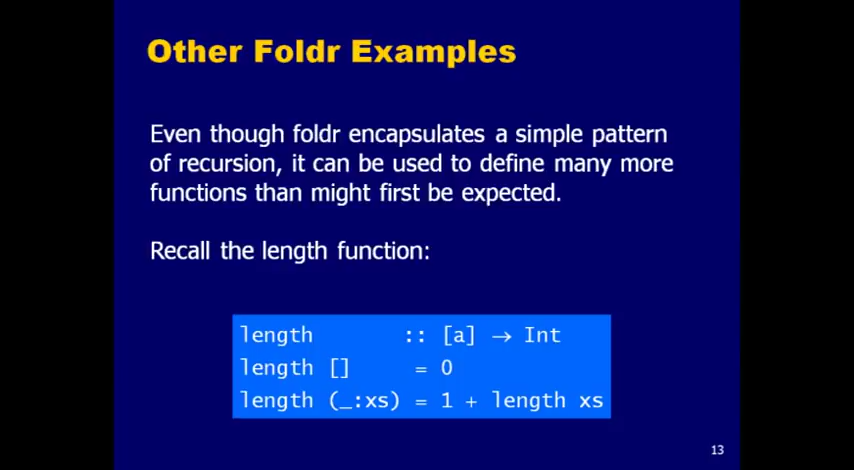 Other Foldr Examples
Even though foldr encapsulates a simple pattern
of recursion, it can be used to define many more
functions than might first be expected.
Recall the length function:
length :: [a] → Int
length [] = 0
length (_:xs) = 1 + length xs
13